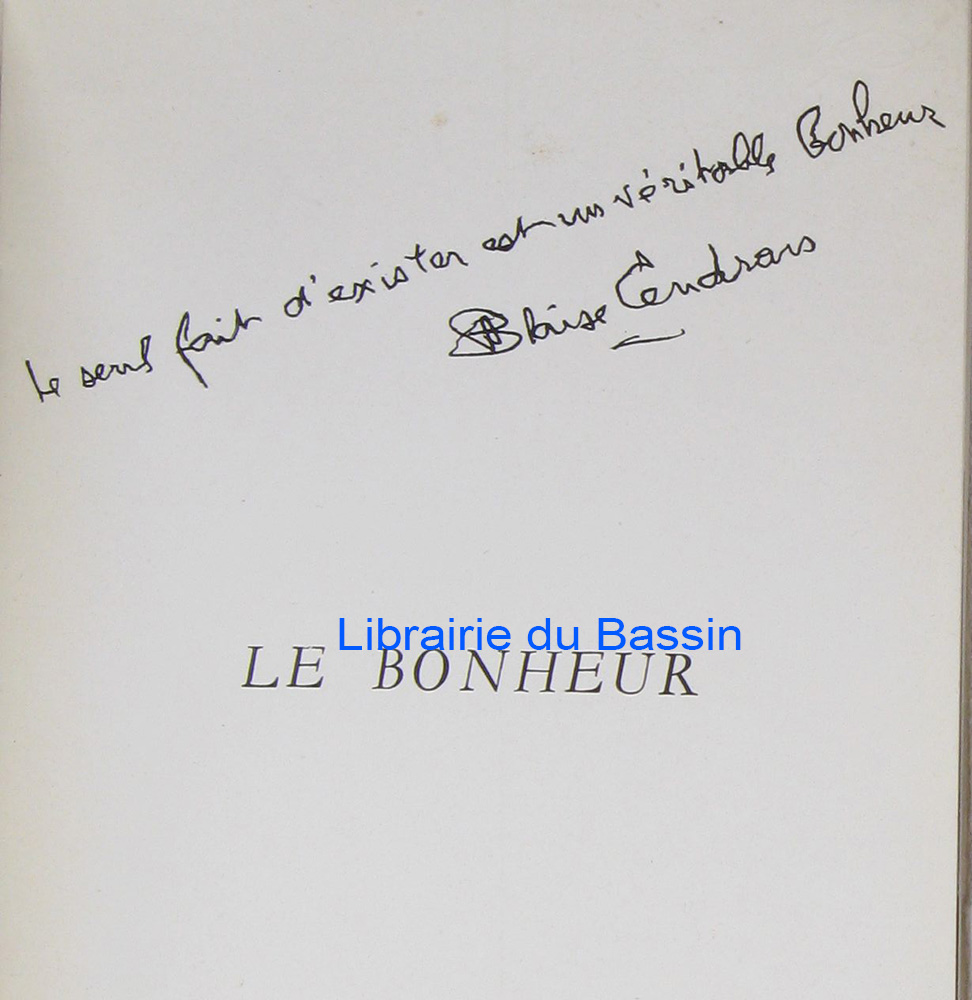 Le seul fait d'exister est un véritable Bonheur
Blaise Cendrars
Librairie du Bassin
LE BONHEUR